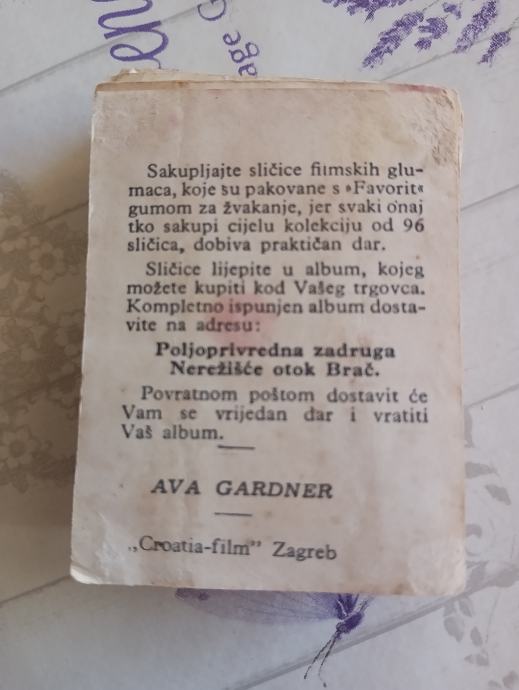 Sakupljajte sličice filmskih glu-
maca, koje su pakovane s »Favorit«
gumom za žvakanje, jer svaki onaj
tko sakupi cijelu kolekciju od 96
sličica, dobiva praktičan dar.
Sličice lijepite u album, kojeg
možete kupiti kod Vašeg trgovca.
Kompletno ispunjen album dosta-
vite na adresu:
Poljoprivredna zadruga
Nerežišće otok Brač.
Povratnom poštom dostavit će
Vam se vrijedan dar i vratiti
Vaš album.
AVA GARDNER
„Croatia-film” Zagreb